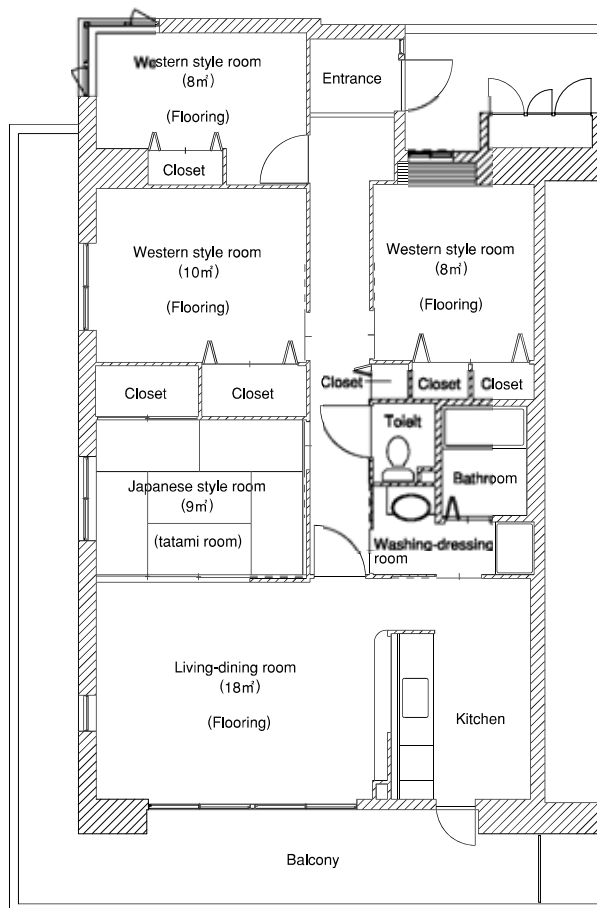 Western style room
(8㎡)
(Flooring)
Closet
Entrance
Western style room
(10㎡)
(Flooring)
Western style room
(8㎡)
(Flooring)
Closet
Closet
Closet
Closet
Closet
Toielt
Bathroom
Japanese style room
(9㎡)
(tatami room)
Washing-dressing
room
Living-dining room
(18㎡)
(Flooring)
Kitchen
Balcony